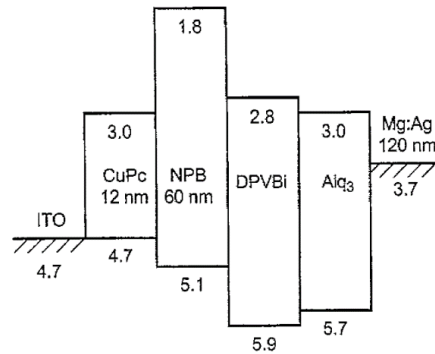 1.8
3.0
2.8
3.0
Mg:Ag
120 nm
CuPc
12 nm
NPB
60 nm
DPVBi
Alq3
3.7
ITO
4.7
4.7
5.1
5.9
5.7